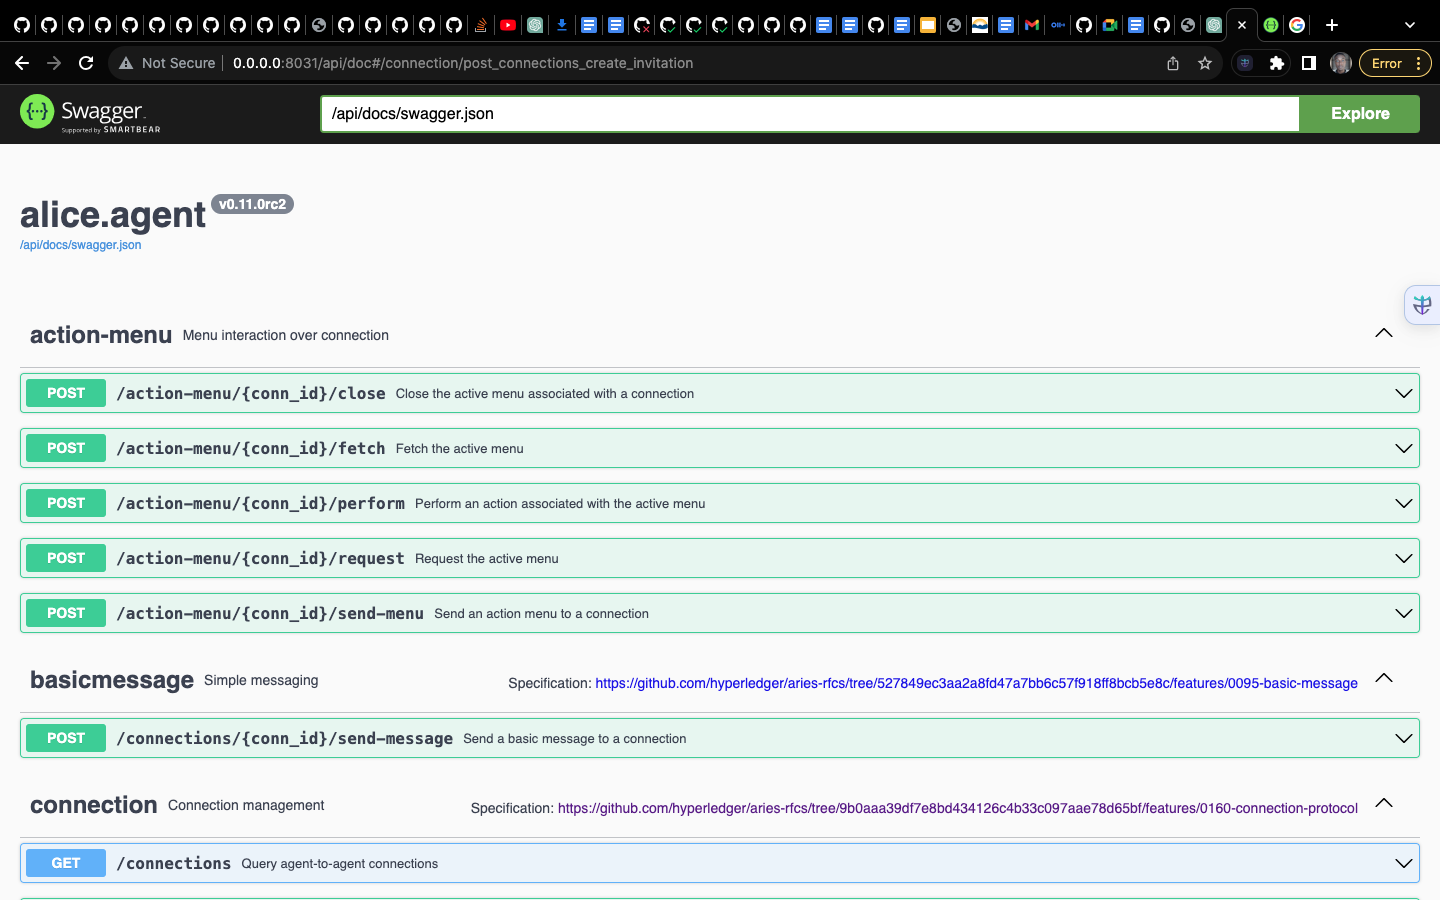 Not Secure
0.0.0.0:8031/api/doc#/connection/post_connections_create_invitation
Error
Swagger
Supported by SMARTBEAR
/api/docs/swagger.json
Explore
alice.agent v0.11.0rc2
/api/docs/swagger.json
action-menu Menu interaction over connection
POST /action-menu/{conn_id}/close Close the active menu associated with a connection
POST /action-menu/{conn_id}/fetch Fetch the active menu
POST /action-menu/{conn_id}/perform Perform an action associated with the active menu
POST /action-menu/{conn_id}/request Request the active menu
POST /action-menu/{conn_id}/send-menu Send an action menu to a connection
basicmessage Simple messaging Specification: https://github.com/hyperledger/aries-rfcs/tree/527849ec3aa2a8fd47a7bb6c57f918ff8bcb5e8c/features/0095-basic-message
POST /connections/{conn_id}/send-message Send a basic message to a connection
connection Connection management Specification: https://github.com/hyperledger/aries-rfcs/tree/9b0aaa39df7e8bd434126c4b33c097aae78d65bf/features/0160-connection-protocol
GET /connections Query agent-to-agent connections